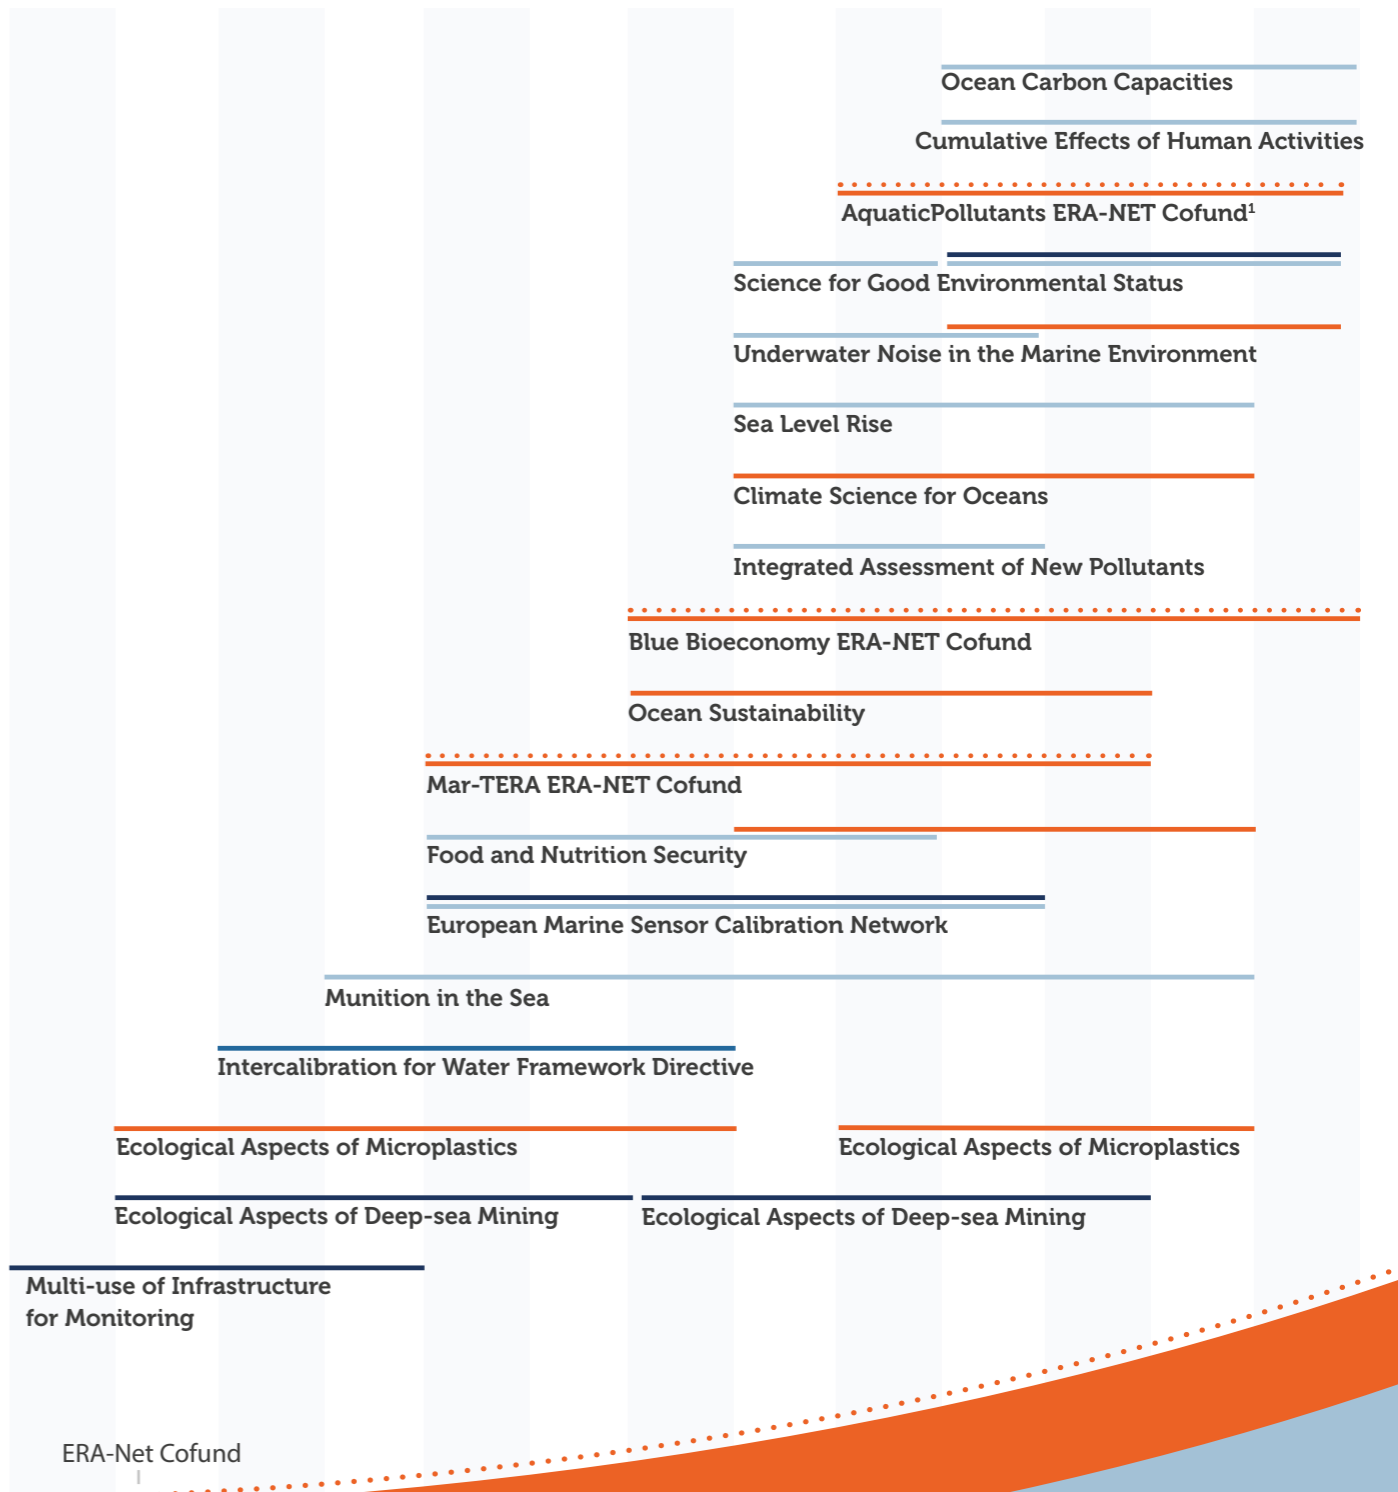 Ocean Carbon Capacities
Cumulative Effects of Human Activities
AquaticPollutants ERA-NET Cofund¹
Science for Good Environmental Status
Underwater Noise in the Marine Environment
Sea Level Rise
Climate Science for Oceans
Integrated Assessment of New Pollutants
Blue Bioeconomy ERA-NET Cofund
Ocean Sustainability
Mar-TERA ERA-NET Cofund
Food and Nutrition Security
European Marine Sensor Calibration Network
Munition in the Sea
Intercalibration for Water Framework Directive
Ecological Aspects of Microplastics
Ecological Aspects of Microplastics
Ecological Aspects of Deep-sea Mining
Ecological Aspects of Deep-sea Mining
Multi-use of Infrastructure
for Monitoring
ERA-Net Cofund